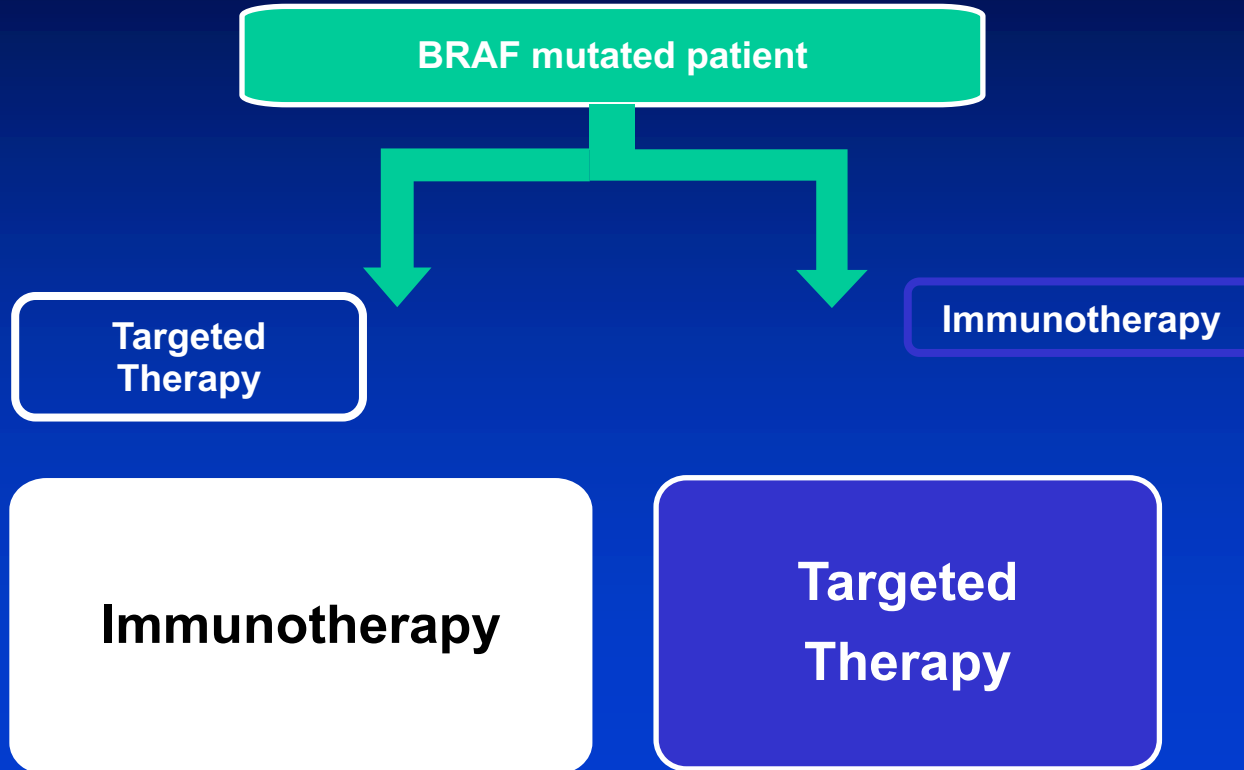 BRAF mutated patient
Targeted
Therapy
Immunotherapy
Immunotherapy
Targeted
Therapy